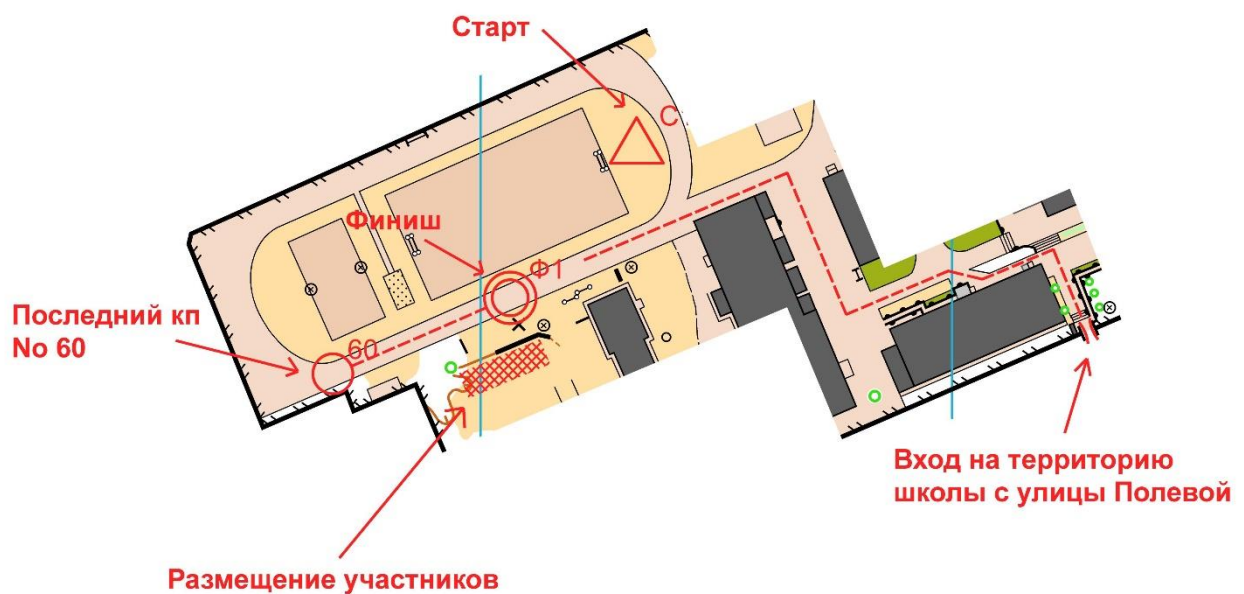 Старт
С
Финиш
Ф1
Последний кп
No 60
60
Вход на территорию
школы с улицы Полевой
Размещение участников